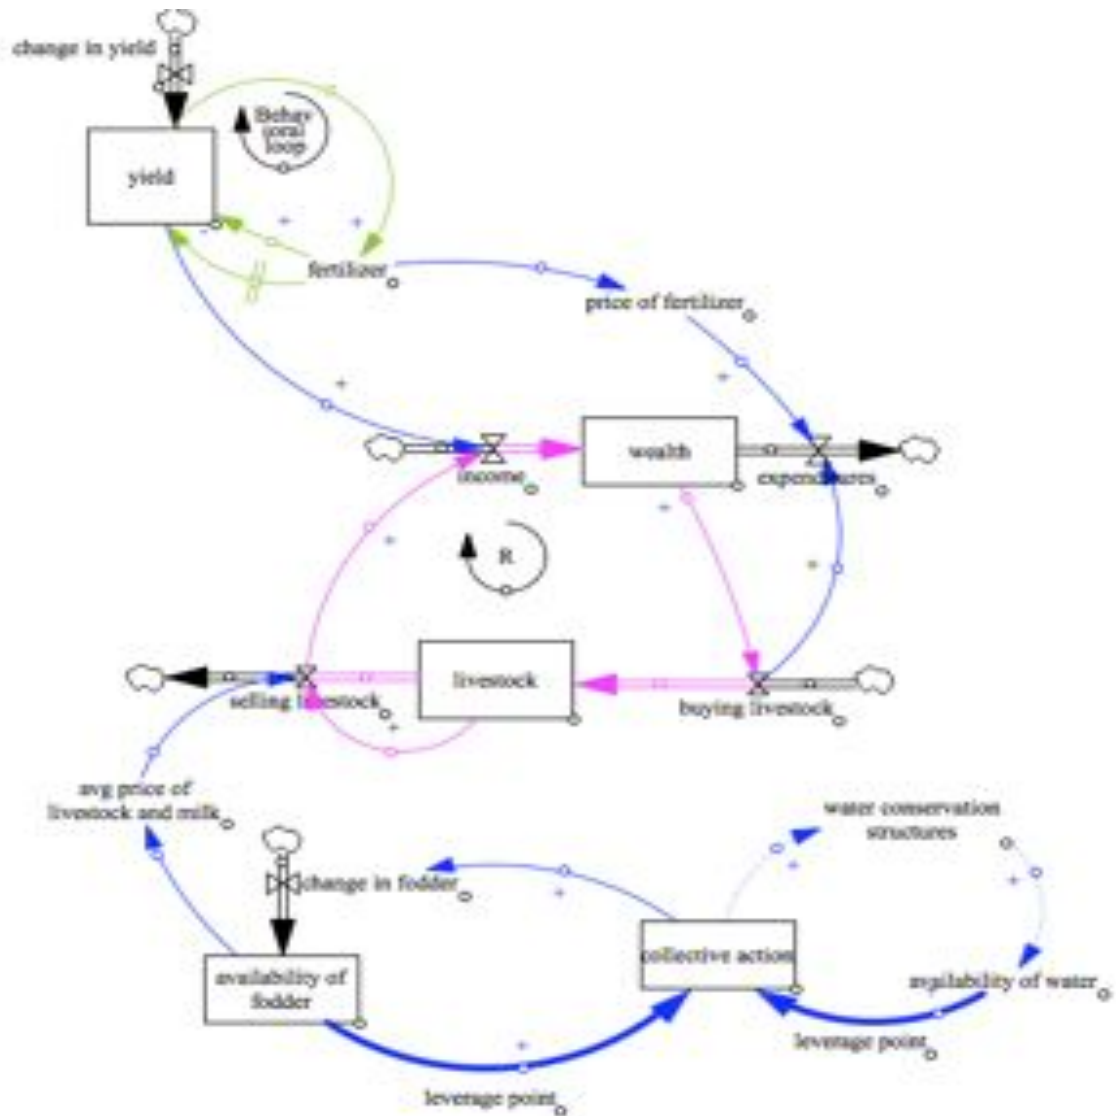 change in yield
Behav
ioral
loop
yield
fertilizer
price of fertilizer
wealth
income
expenditures
R
livestock
selling livestock
buying livestock
avg price of
livestock and milk
water conservation
structures
change in fodder
collective action
availability of
fodder
availability of water
leverage point
leverage point